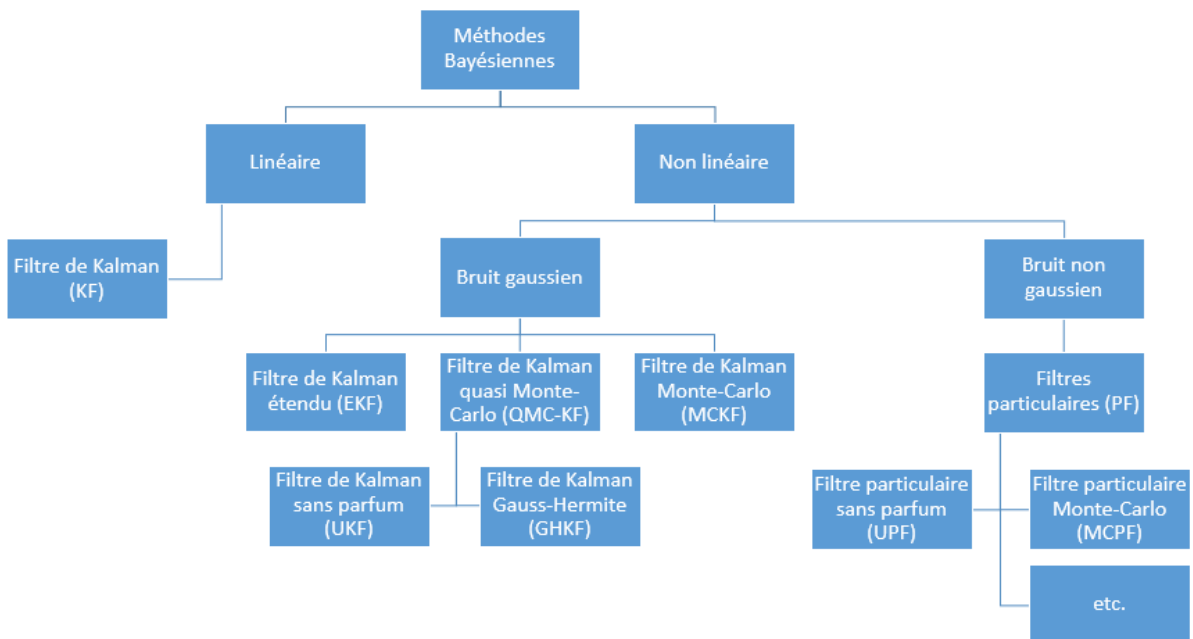 Méthodes
Bayésiennes
Linéaire
Non linéaire
Filtre de Kalman
(KF)
Bruit gaussien
Bruit non
gaussien
Filtre de Kalman
étendu (EKF)
Filtre de Kalman
quasi Monte-
Carlo (QMC-KF)
Filtre de Kalman
Monte-Carlo
(MCKF)
Filtres
particulaires (PF)
Filtre de Kalman
sans parfum
(UKF)
Filtre de Kalman
Gauss-Hermite
(GHKF)
Filtre particulaire
sans parfum
(UPF)
Filtre particulaire
Monte-Carlo
(MCPF)
etc.